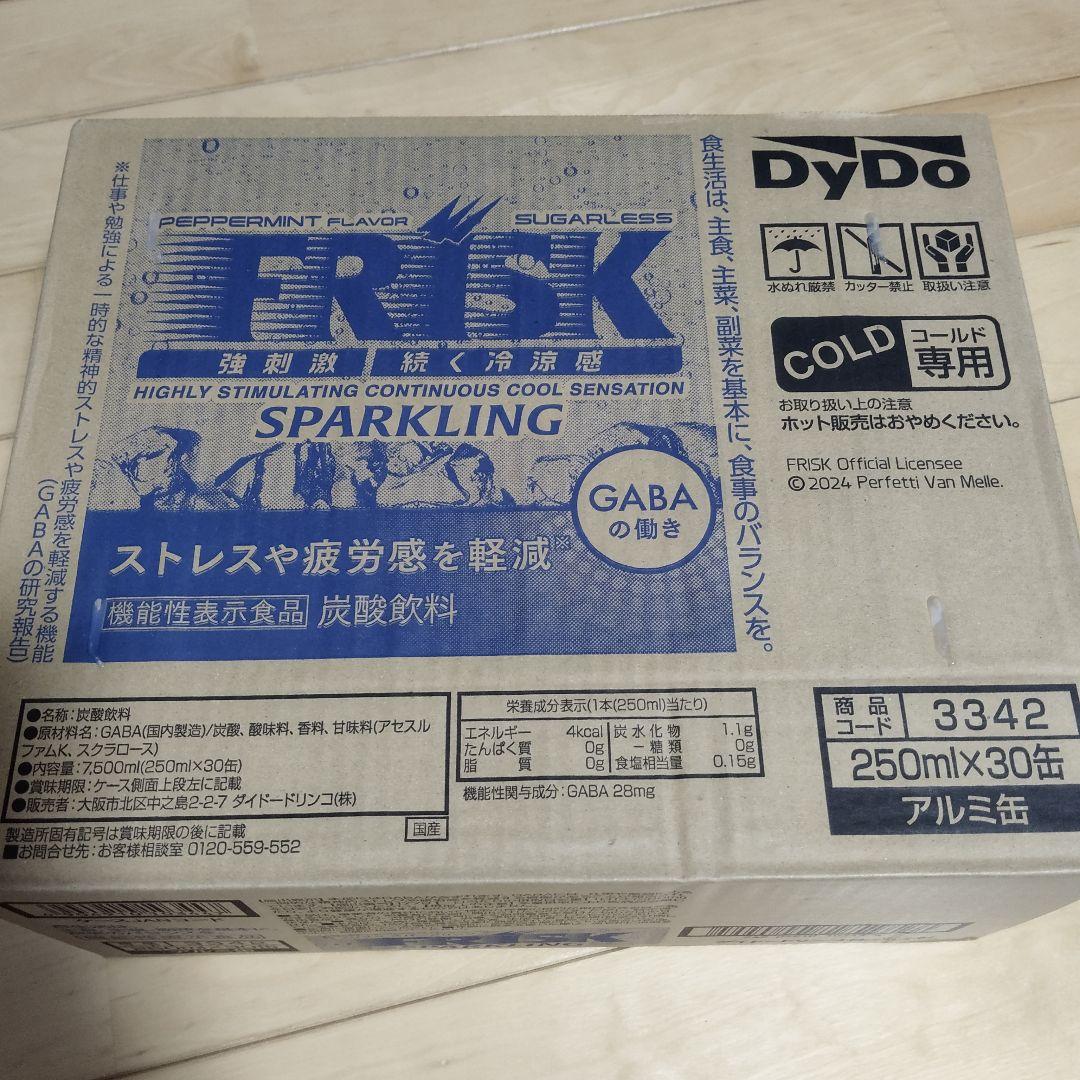 ※仕事や勉強による一時的な精神的ストレスや疲労感を軽減する機能
(GABAの研究報告)
PEPPERMINT FLAVOR
SUGARLESS
FRISK
強刺激 続く冷涼感
HIGHLY STIMULATING CONTINUOUS COOL SENSATION
SPARKLING
GABA
の働き
ストレスや疲労感を軽減※
機能性表示食品 炭酸飲料
食生活は、主食、主菜、副菜を基本に、食事のバランスを。
DyDo
水ぬれ厳禁 カッター禁止 取扱い注意
COLD コールド
専用
お取り扱い上の注意
ホット販売はおやめください。
FRISK Official Licensee
© 2024 Perfetti Van Melle.
●名称:炭酸飲料
●原材料名:GABA(国内製造)/炭酸、酸味料、香料、甘味料(アセスル
ファムK、スクラロース)
●内容量:7,500ml(250ml×30缶)
●賞味期限:ケース側面上段左に記載
●販売者:大阪市北区中之島2-2-7 ダイドードリンコ(株)
製造所固有記号は賞味期限の後に記載
国産
■お問合せ先:お客様相談室 0120-559-552
栄養成分表示(1本(250ml)当たり)
エネルギー 4kcal 炭水化物 1.1g
たんぱく質 0g ー糖類 0g
脂質 0g 食塩相当量 0.15g
機能性関与成分:GABA 28mg
商品
コード 3342
250ml×30缶
アルミ缶
FRISK